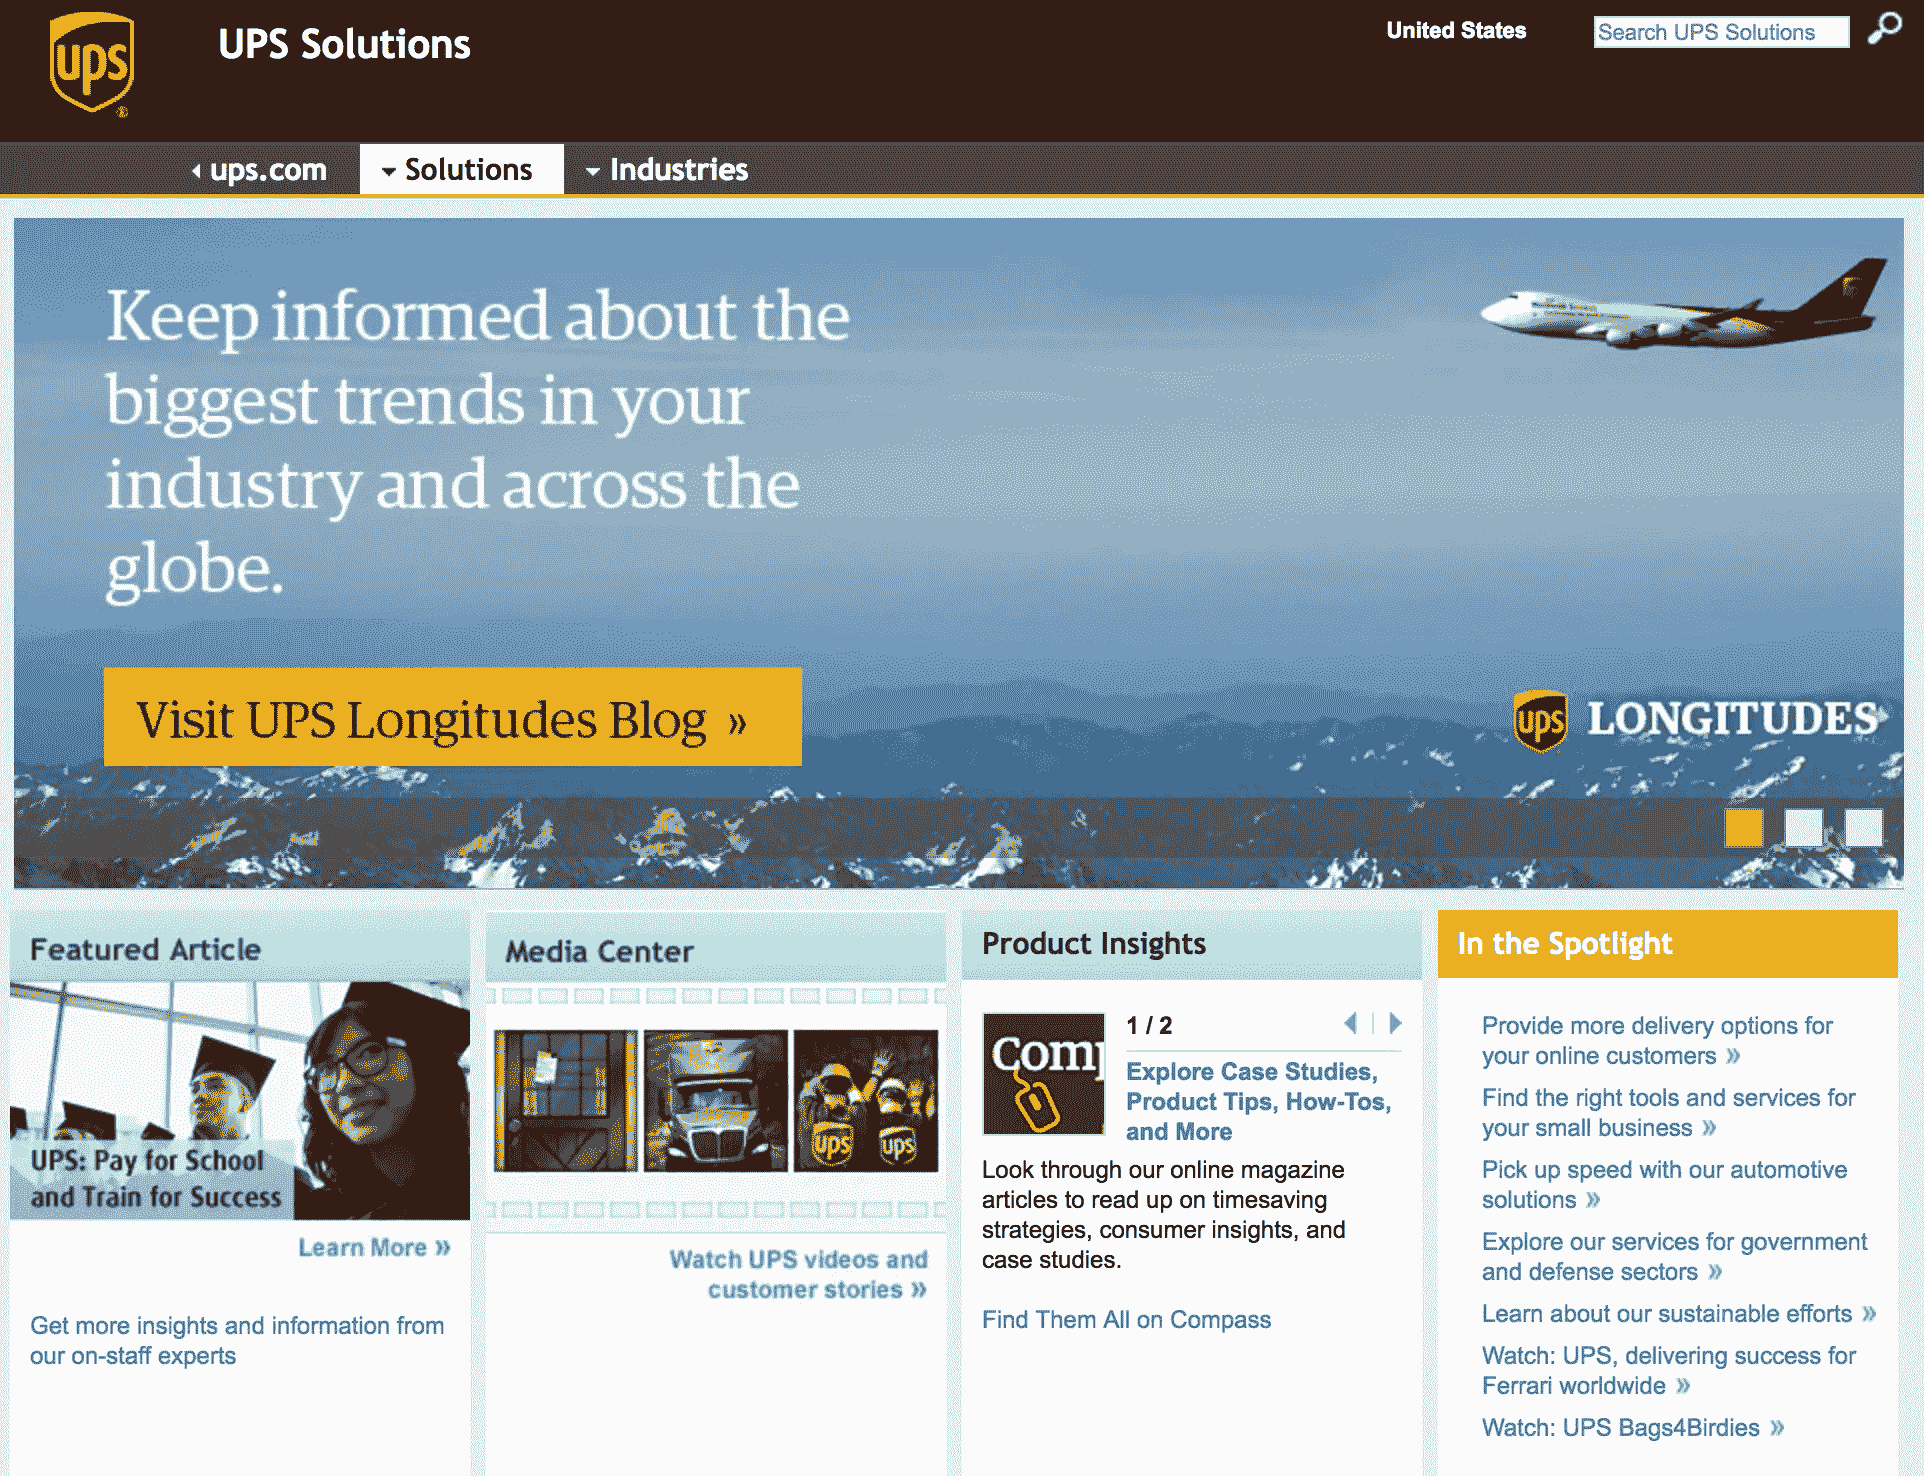 ups
UPS Solutions
United States
Search UPS Solutions
ups.com
Solutions
Industries
Keep informed about the
biggest trends in your
industry and across the
globe.
Visit UPS Longitudes Blog »
ups LONGITUDES
Featured Article
UPS: Pay for School
and Train for Success
Learn More »
Get more insights and information from
our on-staff experts
Media Center
ups
ups
Watch UPS videos and
customer stories »
Product Insights
Comp
1 / 2
Explore Case Studies,
Product Tips, How-Tos,
and More
Look through our online magazine
articles to read up on timesaving
strategies, consumer insights, and
case studies.
Find Them All on Compass
In the Spotlight
Provide more delivery options for
your online customers »
Find the right tools and services for
your small business »
Pick up speed with our automotive
solutions »
Explore our services for government
and defense sectors »
Learn about our sustainable efforts »
Watch: UPS, delivering success for
Ferrari worldwide »
Watch: UPS Bags4Birdies »